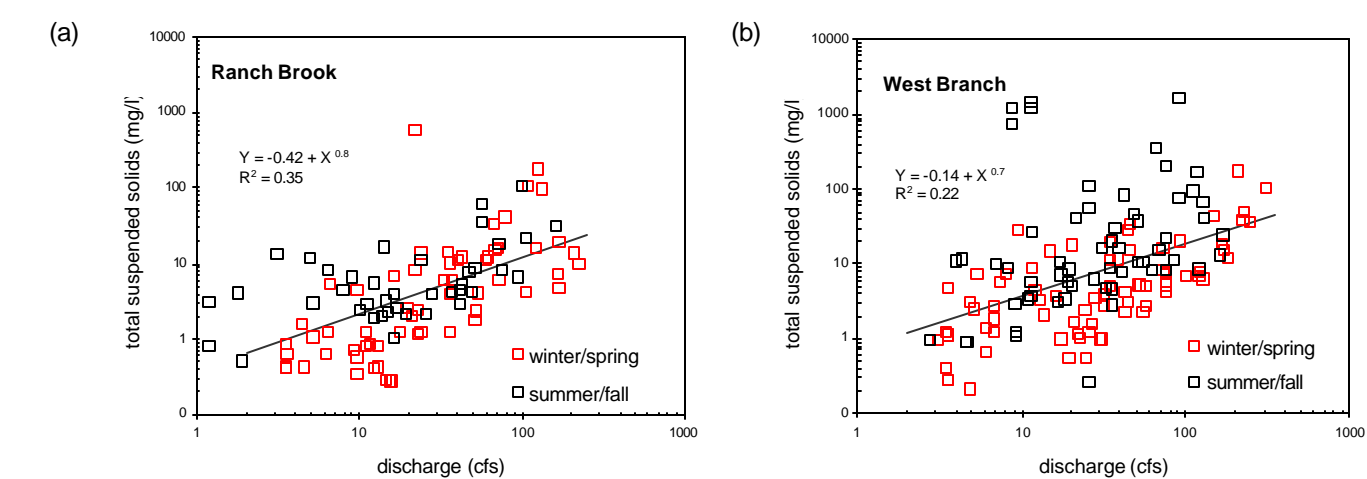 (a)
Ranch Brook
total suspended solids (mg/l)
10000
1000
100
10
1
0
Y = -0.42 + X 0.8
R2 = 0.35
winter/spring
summer/fall
1 10 100 1000
discharge (cfs)
(b)
West Branch
total suspended solids (mg/l
10000
1000
100
10
1
0
Y = -0.14 + X 0.7
R2 = 0.22
winter/spring
summer/fall
1 10 100 1000
discharge (cfs)